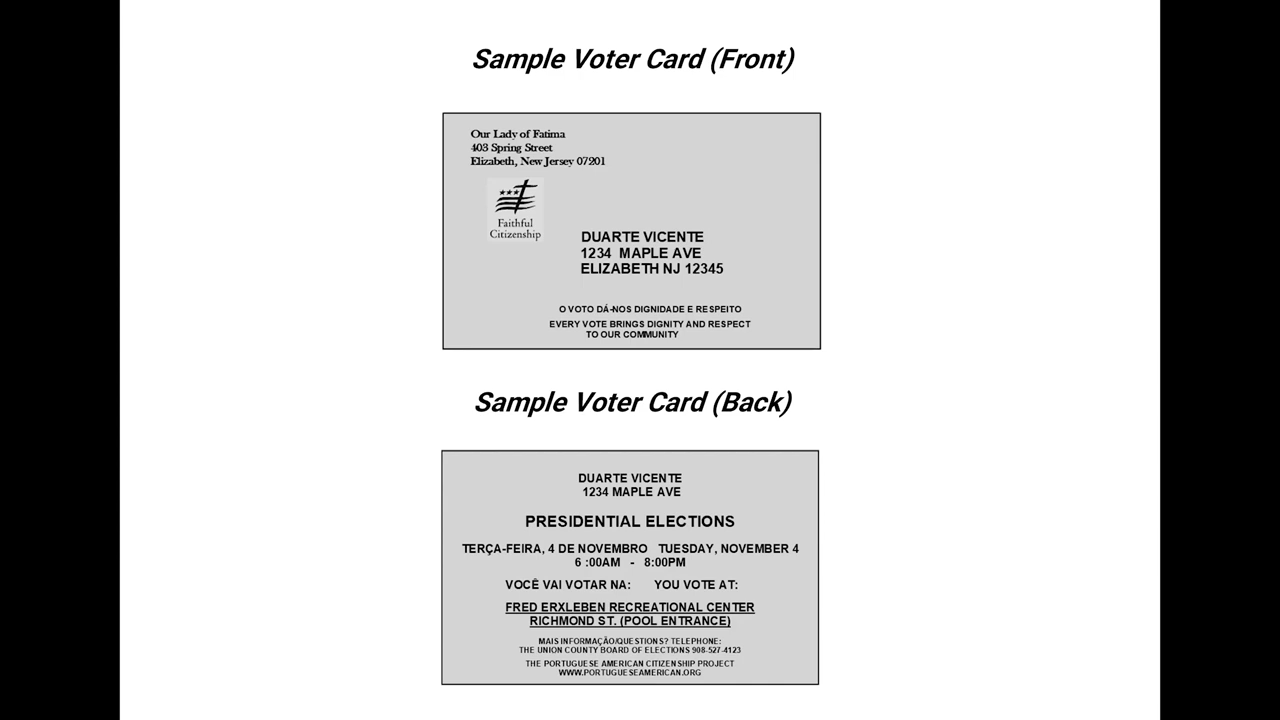 Sample Voter Card (Front)
Our Lady of Fatima
403 Spring Street
Elizabeth, New Jersey 07201
Faithful
Citizenship
DUARTE VICENTE
1234 MAPLE AVE
ELIZABETH NJ 12345
O VOTO DÁ-NOS DIGNIDADE E RESPEITO
EVERY VOTE BRINGS DIGNITY AND RESPECT
TO OUR COMMUNITY
Sample Voter Card (Back)
DUARTE VICENTE
1234 MAPLE AVE
PRESIDENTIAL ELECTIONS
TERÇA-FEIRA, 4 DE NOVEMBRO TUESDAY, NOVEMBER 4
6 :00AM - 8:00PM
VOCÊ VAI VOTAR NA: YOU VOTE AT:
FRED ERXLEBEN RECREATIONAL CENTER
RICHMOND ST. (POOL ENTRANCE)
MAIS INFORMAÇÃO/QUESTIONS? TELEPHONE:
THE UNION COUNTY BOARD OF ELECTIONS 908-527-4123
THE PORTUGUESE AMERICAN CITIZENSHIP PROJECT
WWW.PORTUGUESEAMERICAN.ORG